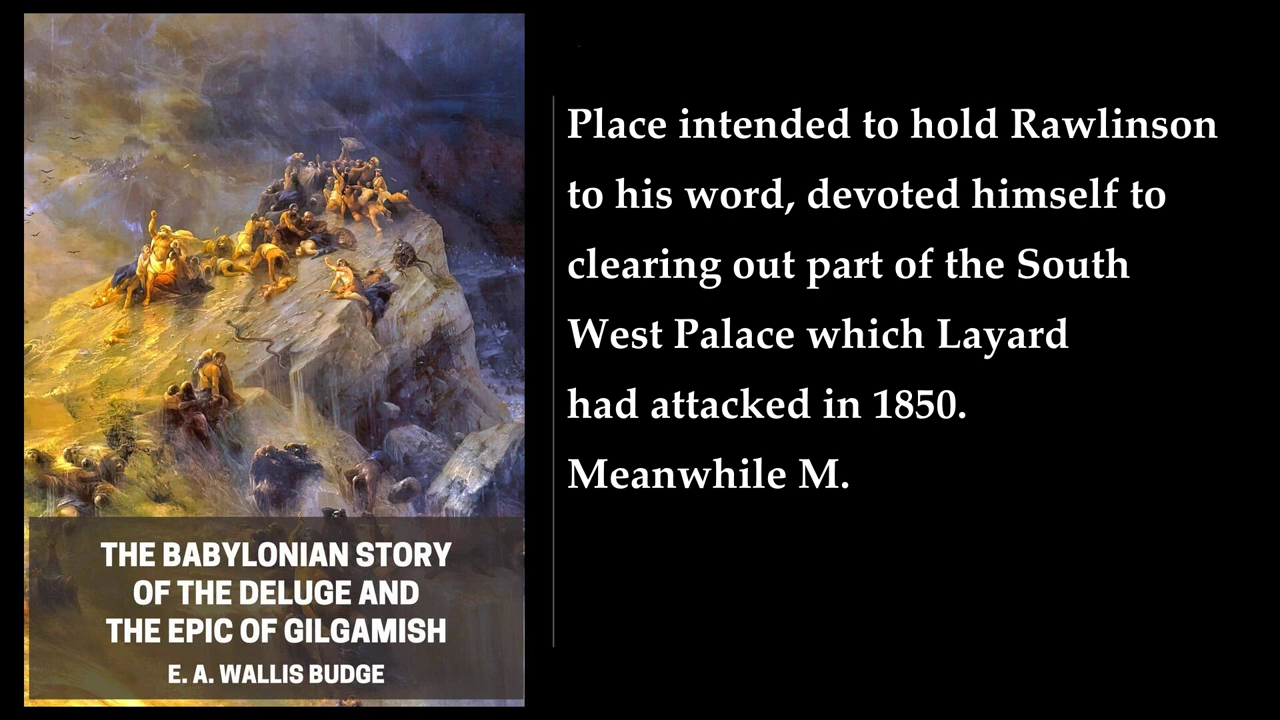 Place intended to hold Rawlinson
to his word, devoted himself to
clearing out part of the South
West Palace which Layard
had attacked in 1850.
Meanwhile M.
THE BABYLONIAN STORY
OF THE DELUGE AND
THE EPIC OF GILGAMISH
E. A. WALLIS BUDGE